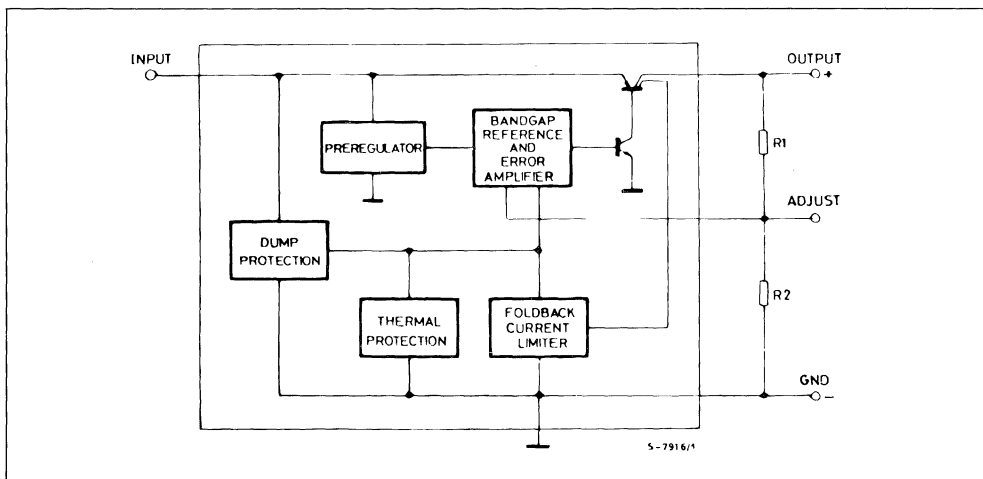 INPUT
OUTPUT
+
PREREGULATOR
BANDGAP
REFERENCE
AND
ERROR
AMPLIFIER
R1
ADJUST
DUMP
PROTECTION
THERMAL
PROTECTION
FOLDBACK
CURRENT
LIMITER
R2
GND
−
S-7916/1